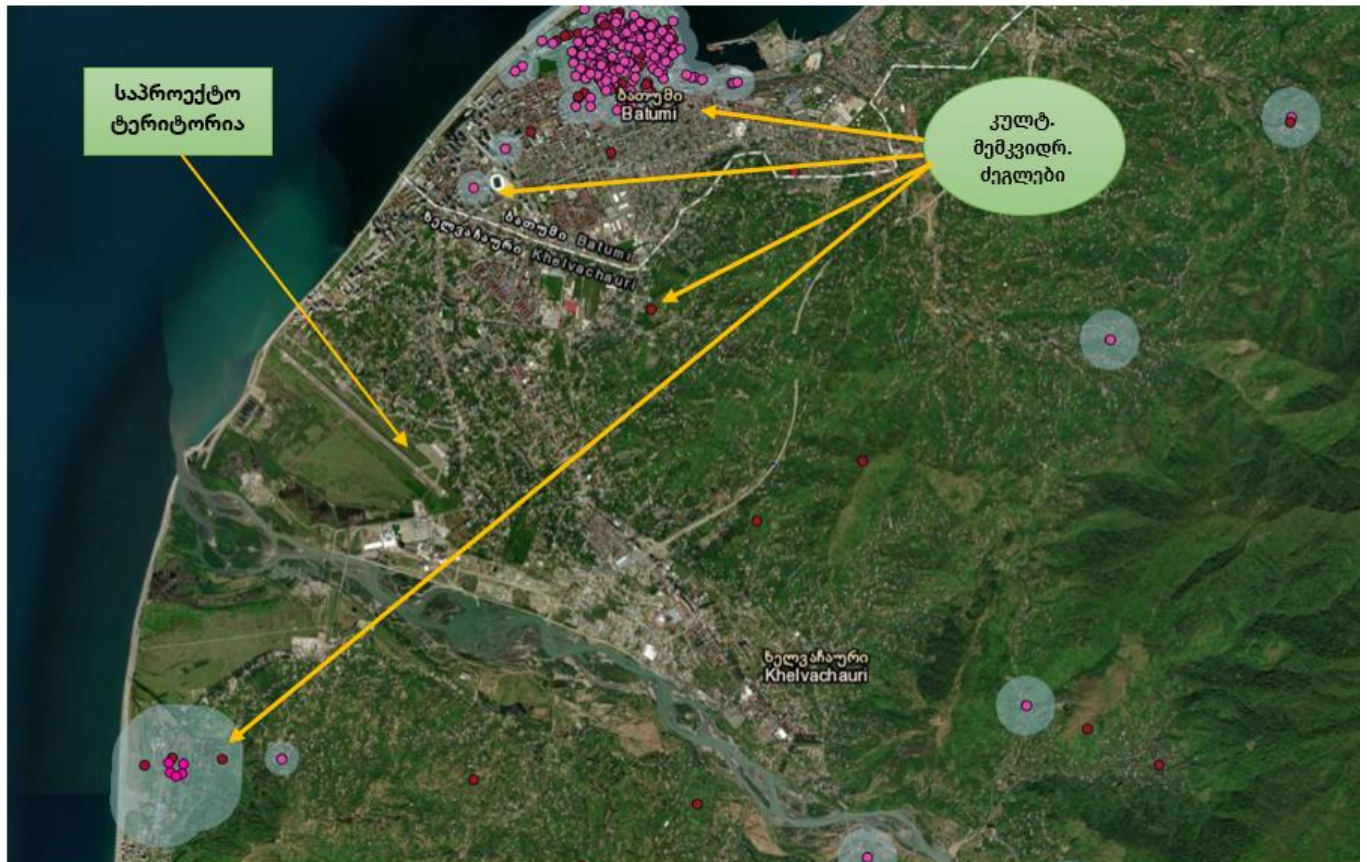 საპროექტო
ტერიტორია
კულტ.
მემკვიდრ.
ძეგლები
ბათუმი
Batumi
ბათუმი Batumi
ხელვაჩაური Khelvachauri
ხელვაჩაური
Khelvachauri